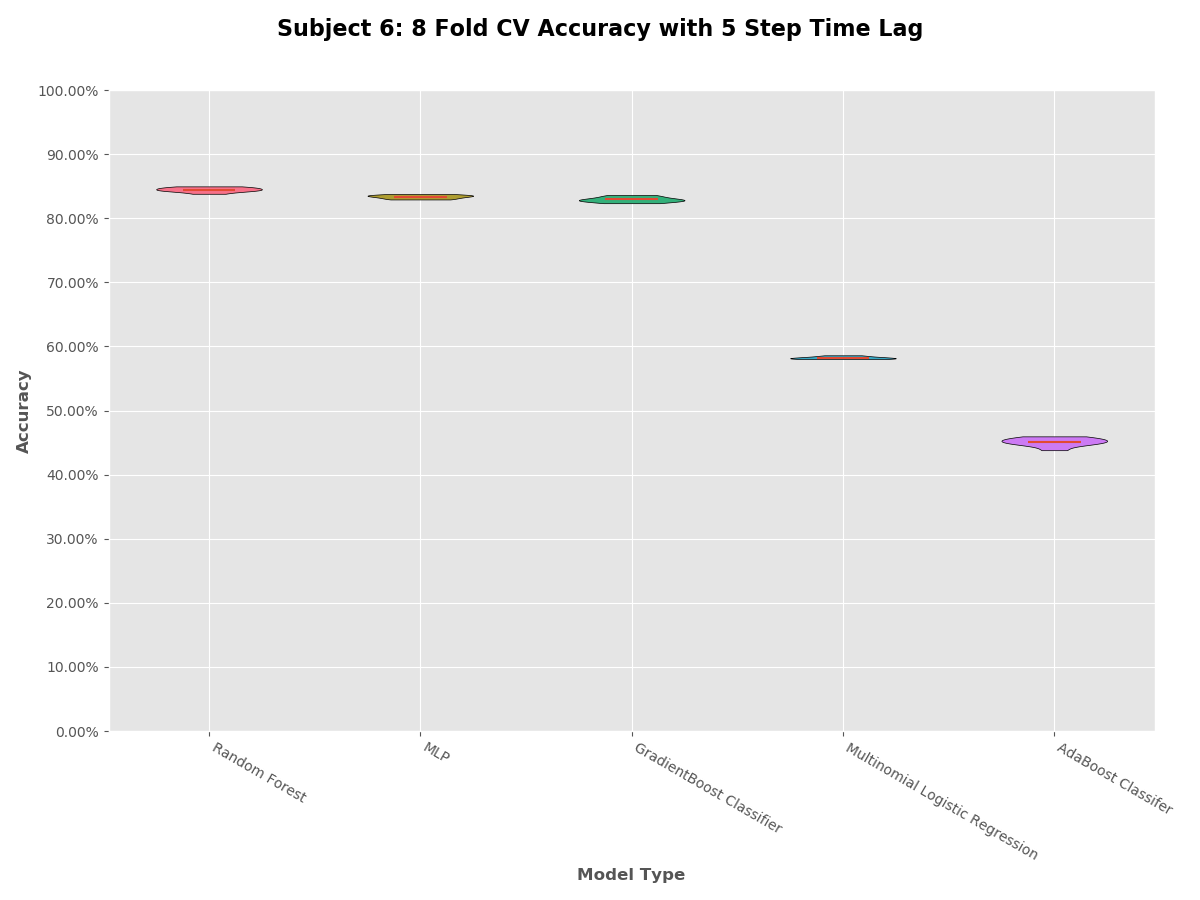 Subject 6: 8 Fold CV Accuracy with 5 Step Time Lag
100.00%
90.00%
80.00%
70.00%
60.00%
50.00%
40.00%
30.00%
20.00%
10.00%
0.00%
Accuracy
Random Forest
MLP
GradientBoost Classifier
Multinomial Logistic Regression
AdaBoost Classifer
Model Type